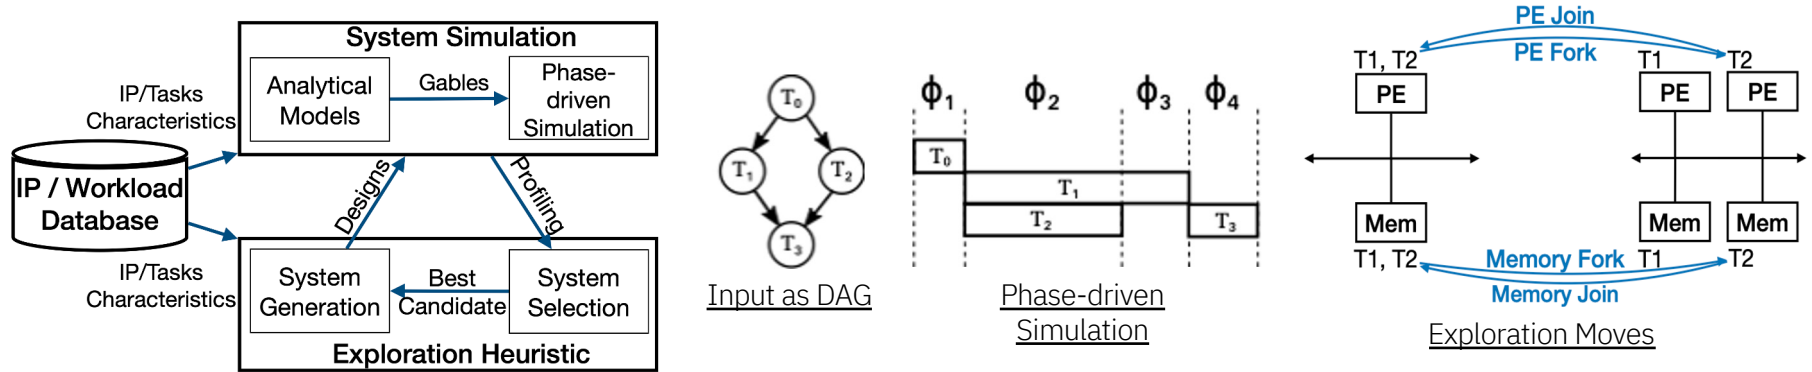 System Simulation
Analytical
Models
Gables
Phase-
driven
Simulation
IP/Tasks
Characteristics
IP / Workload
Database
Designs
Profiling
IP/Tasks
Characteristics
System
Generation
Best
Candidate
System
Selection
Exploration Heuristic
T0
T1
T2
T3
Input as DAG
ϕ1 ϕ2 ϕ3 ϕ4
T0
T1
T2
T3
Phase-driven
Simulation
PE Join
PE Fork
T1, T2
PE
Mem
T1, T2
T1
T2
PE
PE
Mem
Mem
T1
T2
Memory Fork
Memory Join
Exploration Moves